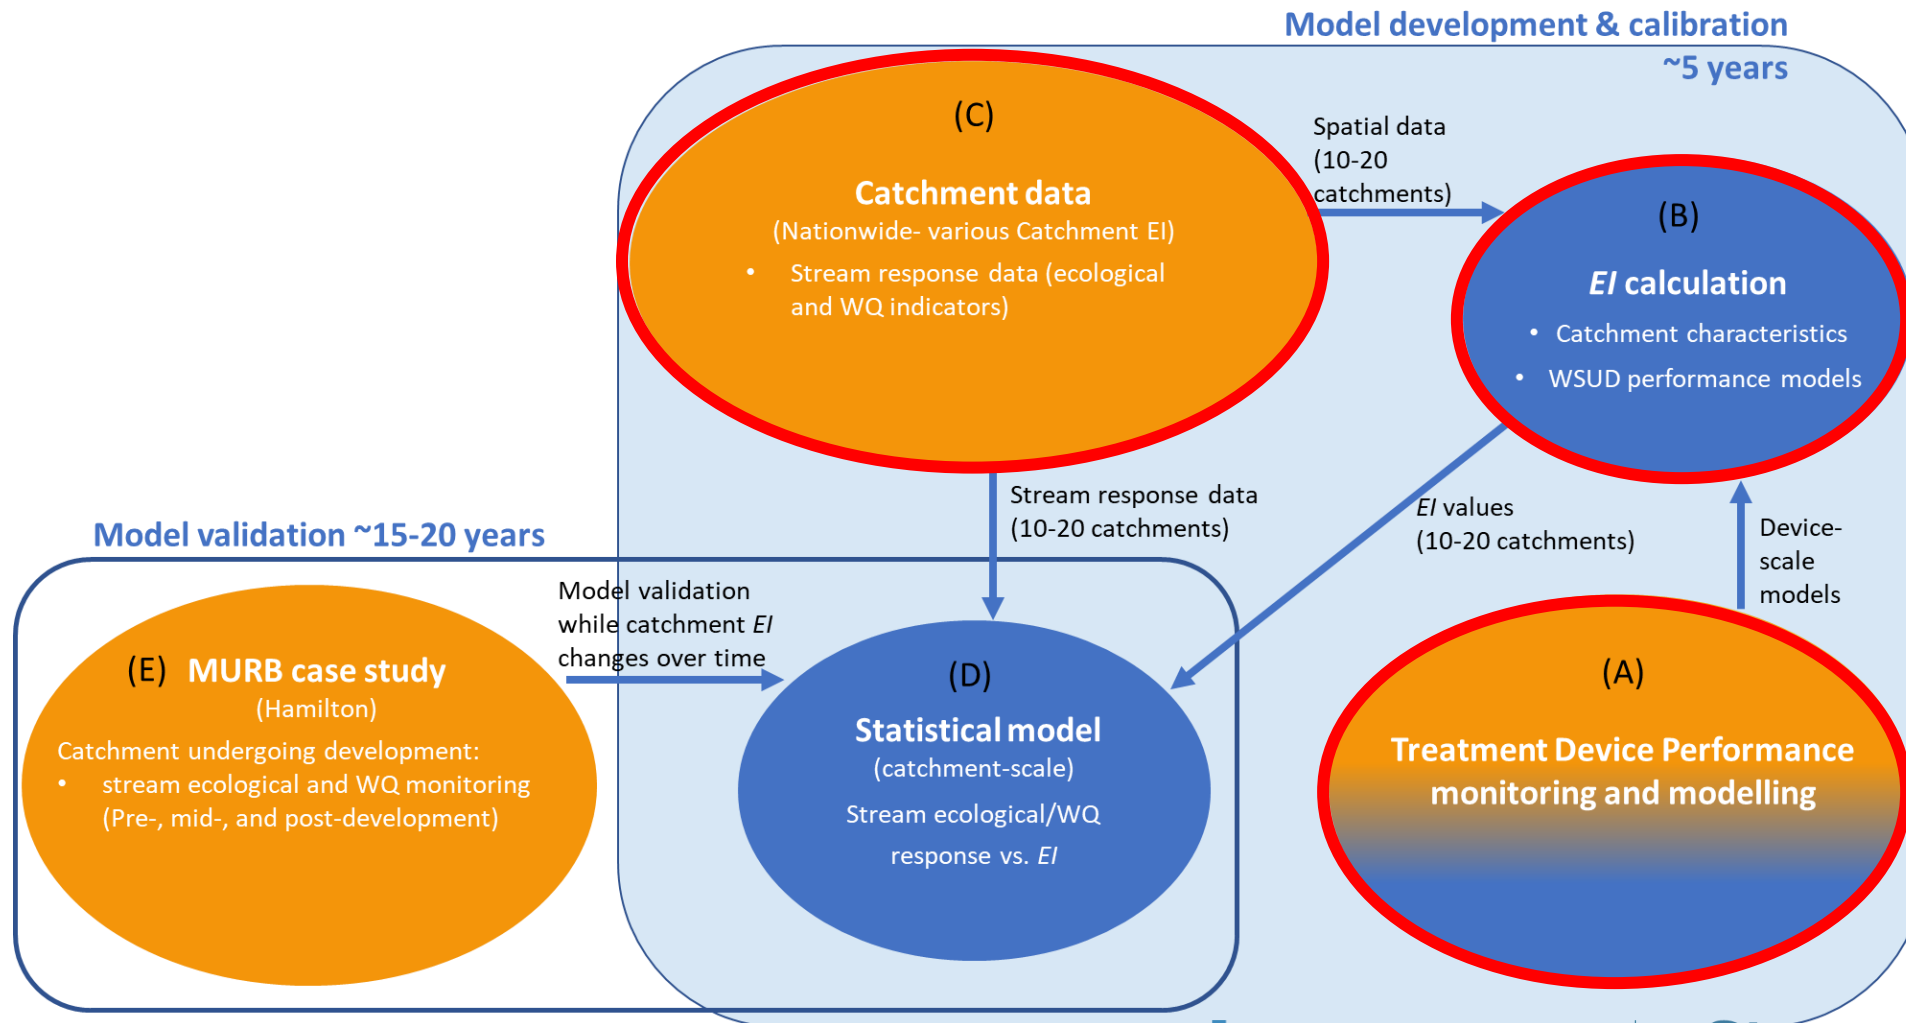 Model development & calibration
~5 years
(C)
Catchment data
(Nationwide- various Catchment EI)
• Stream response data (ecological
and WQ indicators)
Spatial data
(10-20
catchments)
(B)
EI calculation
• Catchment characteristics
• WSUD performance models
Stream response data
(10-20 catchments)
EI values
(10-20 catchments)
Device-
scale
models
Model validation ~15-20 years
Model validation
while catchment EI
changes over time
(E) MURB case study
(Hamilton)
Catchment undergoing development:
• stream ecological and WQ monitoring
(Pre-, mid-, and post-development)
(D)
Statistical model
(catchment-scale)
Stream ecological/WQ
response vs. EI
(A)
Treatment Device Performance
monitoring and modelling